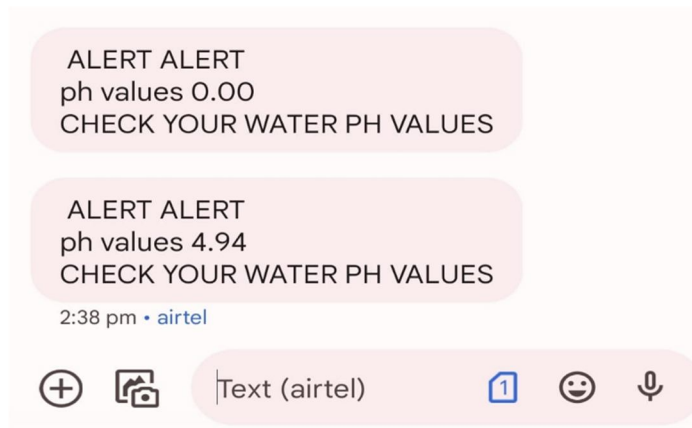 ALERT ALERT
ph values 0.00
CHECK YOUR WATER PH VALUES
ALERT ALERT
ph values 4.94
CHECK YOUR WATER PH VALUES
2:38 pm • airtel
Text (airtel)
1